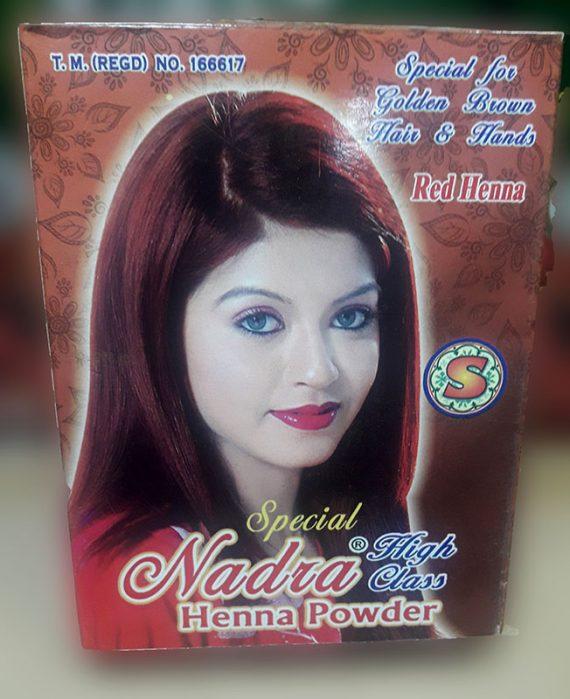 T. M. (REGD) NO. 166617
Special for
Golden Brown
Hair & Hands
Red Henna
S
Special
Nadra® High
Class
Henna Powder